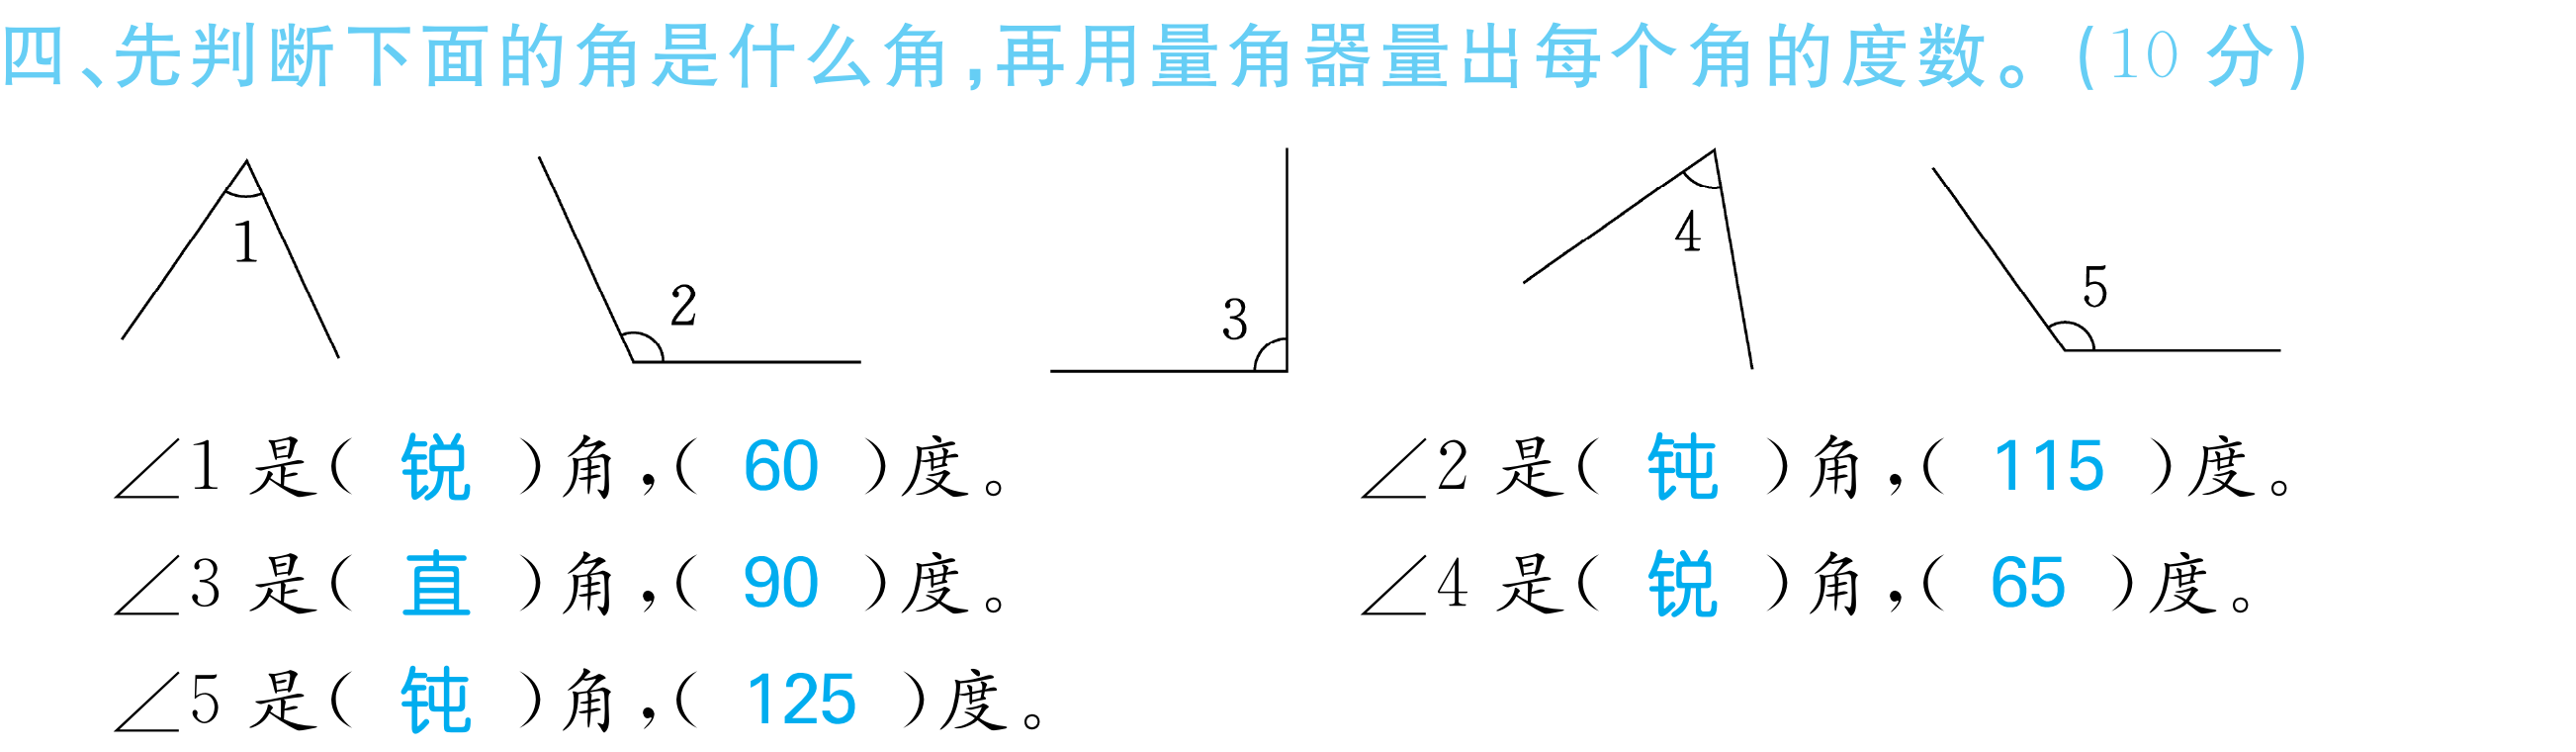 四、先判断下面的角是什么角,再用量角器量出每个角的度数。(10 分)
1 2 3 4 5
∠1 是( 锐 )角,( 60 )度。 ∠2 是( 钝 )角,( 115 )度。
∠3 是( 直 )角,( 90 )度。 ∠4 是( 锐 )角,( 65 )度。
∠5 是( 钝 )角,( 125 )度。